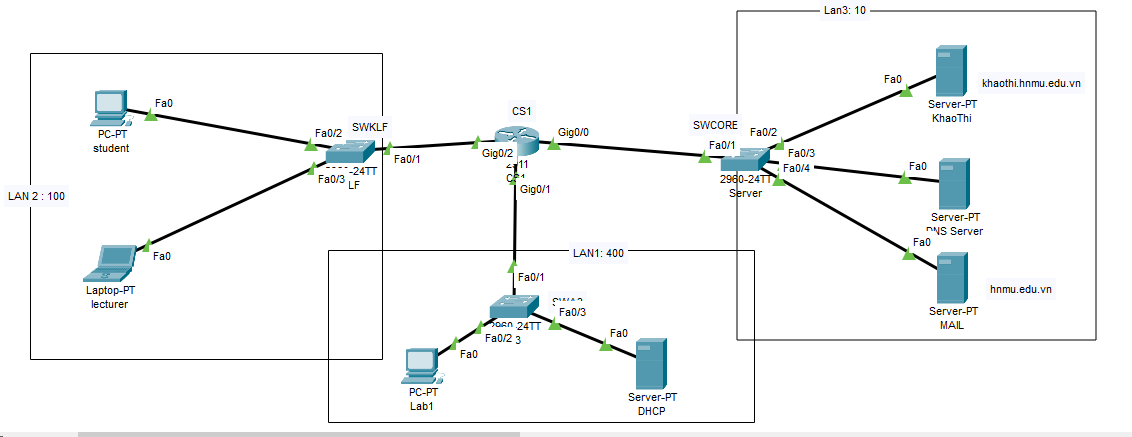 Lan3: 10
Fa0
khaothi.hnmu.edu.vn
Server-PT
KhaoThi
Fa0
PC-PT
student
CS1
SWKLF
Fa0/2
Gig0/0
SWCORE
Fa0/2
Fa0/1
Gig0/2
Fa0/1
Fa0/3
Fa0/4
-24TT
LF
Fa0/3
Gig0/1
2960-24TT
Server
Fa0
LAN 2 : 100
Server-PT
DNS Server
Fa0
Fa0
Laptop-PT
lecturer
LAN1: 400
Fa0/1
hnmu.edu.vn
Server-PT
MAIL
Fa0/3
2960-24TT
3
Fa0/2
Fa0
Fa0
PC-PT
Lab1
Server-PT
DHCP